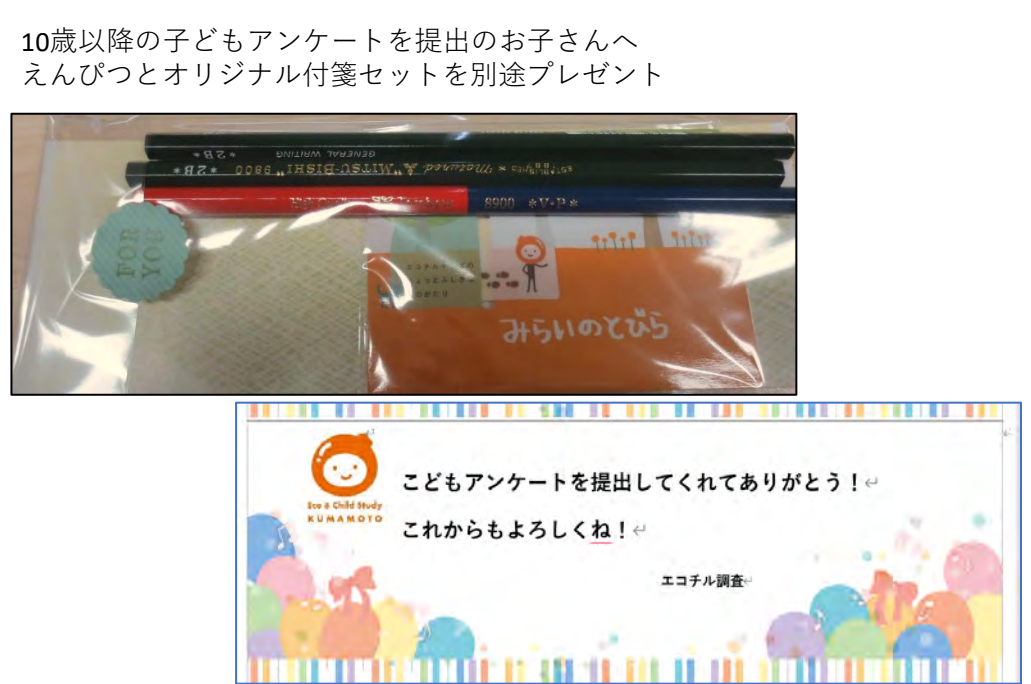 10歳以降の子どもアンケートを提出のお子さんへ
えんぴつとオリジナル付箋セットを別途プレゼント
*2B* GENERAL WRITING
*2B* 9800 "MITSU-BISHI" Matured
8900 *V・P*
FOR
YOU
みらいのとびら
Eco & Child Study
KUMAMOTO
こどもアンケートを提出してくれてありがとう！
これからもよろしくね！
エコチル調査